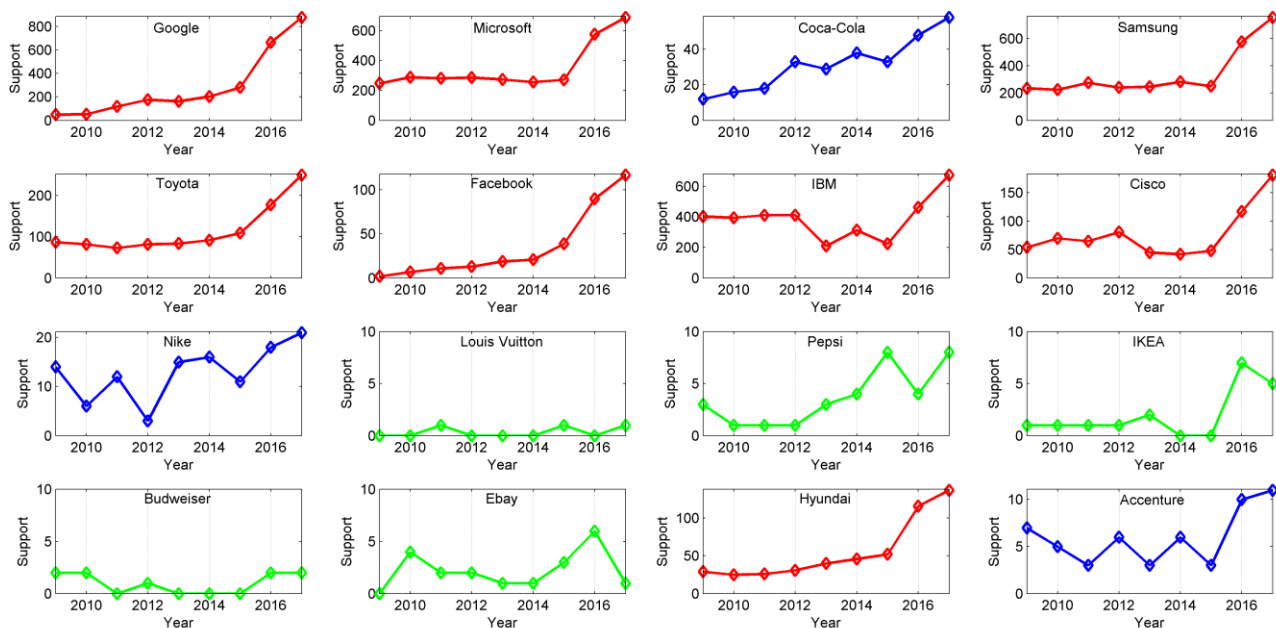 Google
Support
800
600
400
200
0
2010 2012 2014 2016
Year
Microsoft
Support
600
400
200
0
2010 2012 2014 2016
Year
Coca-Cola
Support
40
20
0
2010 2012 2014 2016
Year
Samsung
Support
600
400
200
0
2010 2012 2014 2016
Year
Toyota
Support
200
100
0
2010 2012 2014 2016
Year
Facebook
Support
100
50
0
2010 2012 2014 2016
Year
IBM
Support
600
400
200
0
2010 2012 2014 2016
Year
Cisco
Support
150
100
50
0
2010 2012 2014 2016
Year
Nike
Support
20
10
0
2010 2012 2014 2016
Year
Louis Vuitton
Support
10
5
0
2010 2012 2014 2016
Year
Pepsi
Support
10
5
0
2010 2012 2014 2016
Year
IKEA
Support
10
5
0
2010 2012 2014 2016
Year
Budweiser
Support
10
5
0
2010 2012 2014 2016
Year
Ebay
Support
10
5
0
2010 2012 2014 2016
Year
Hyundai
Support
100
50
0
2010 2012 2014 2016
Year
Accenture
Support
10
5
0
2010 2012 2014 2016
Year